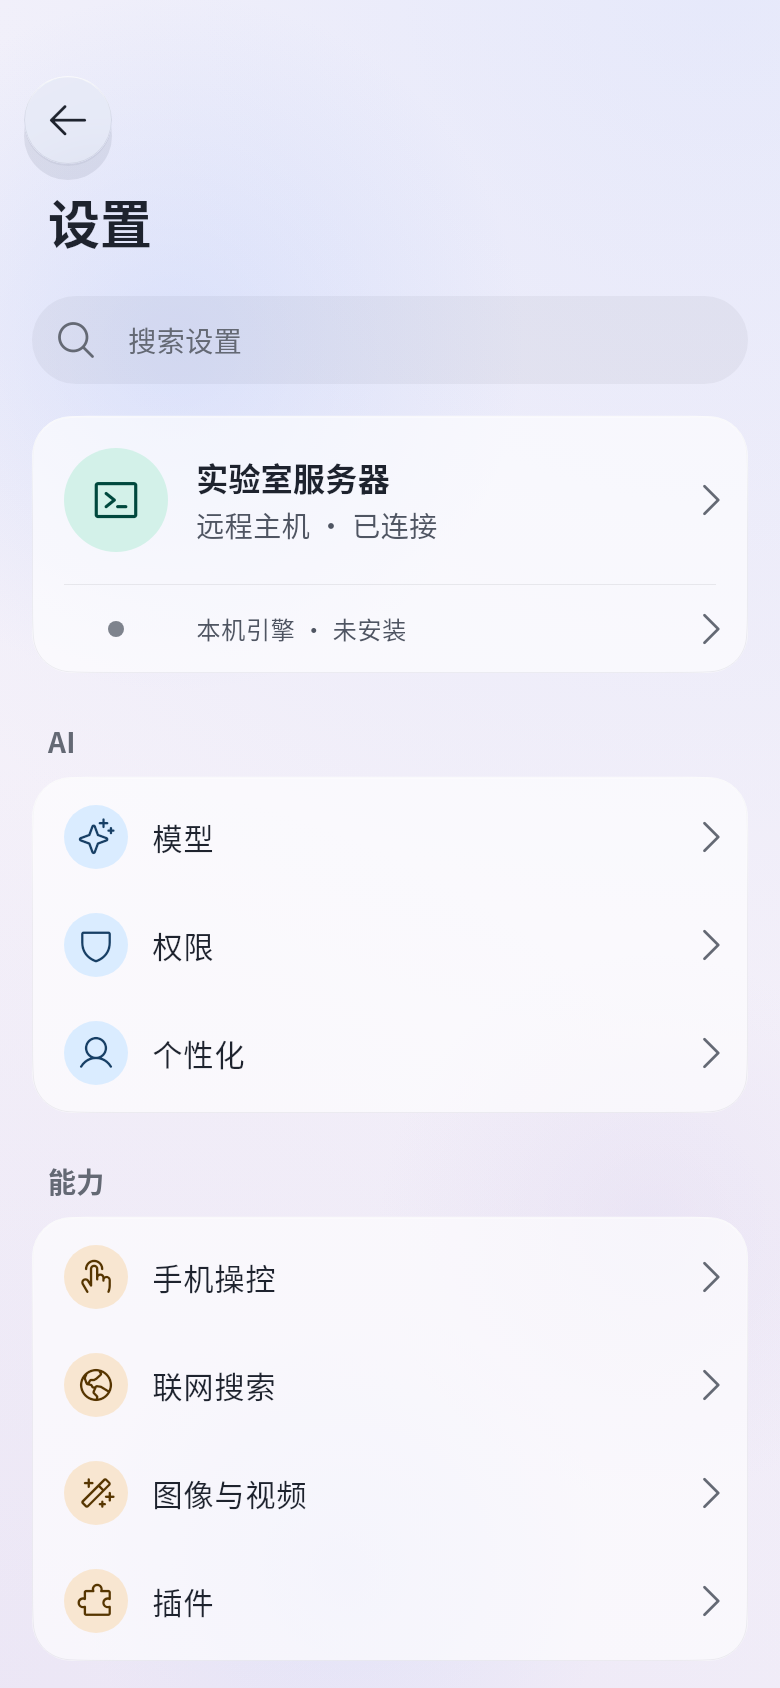 设置
搜索设置
实验室服务器
远程主机 · 已连接
本机引擎 · 未安装
AI
模型
权限
个性化
能力
手机操控
联网搜索
图像与视频
插件